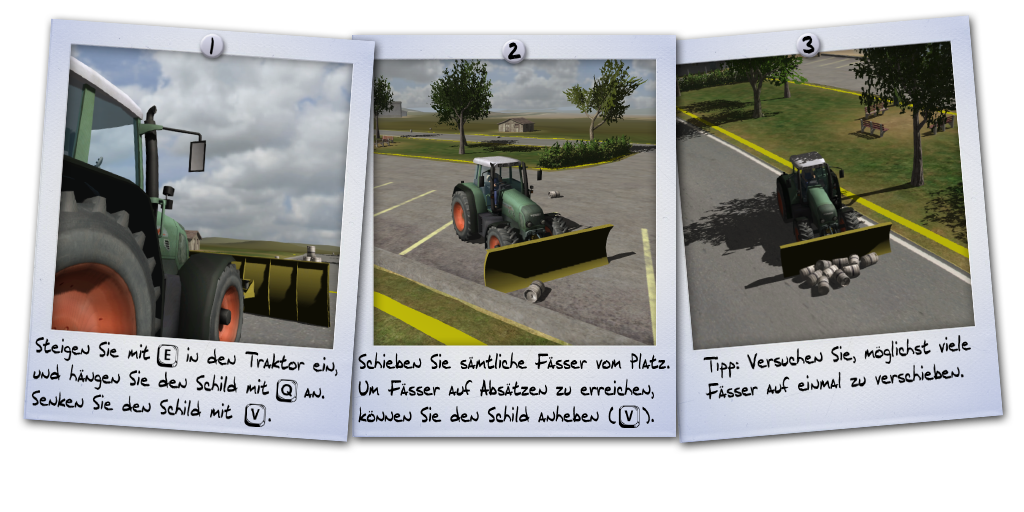 1
Steigen Sie mit E in den Traktor ein,
und hängen Sie den Schild mit Q an.
Senken Sie den Schild mit V.
2
Schieben Sie sämtliche Fässer vom Platz.
Um Fässer auf Absätzen zu erreichen,
können Sie den Schild anheben (V).
3
Tipp: Versuchen Sie, möglichst viele
Fässer auf einmal zu verschieben.